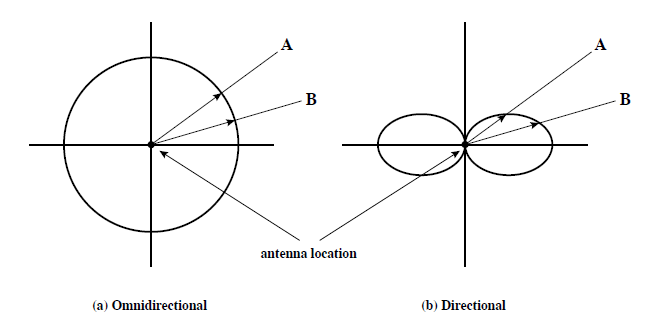 A
A
B
B
antenna location
(a) Omnidirectional
(b) Directional